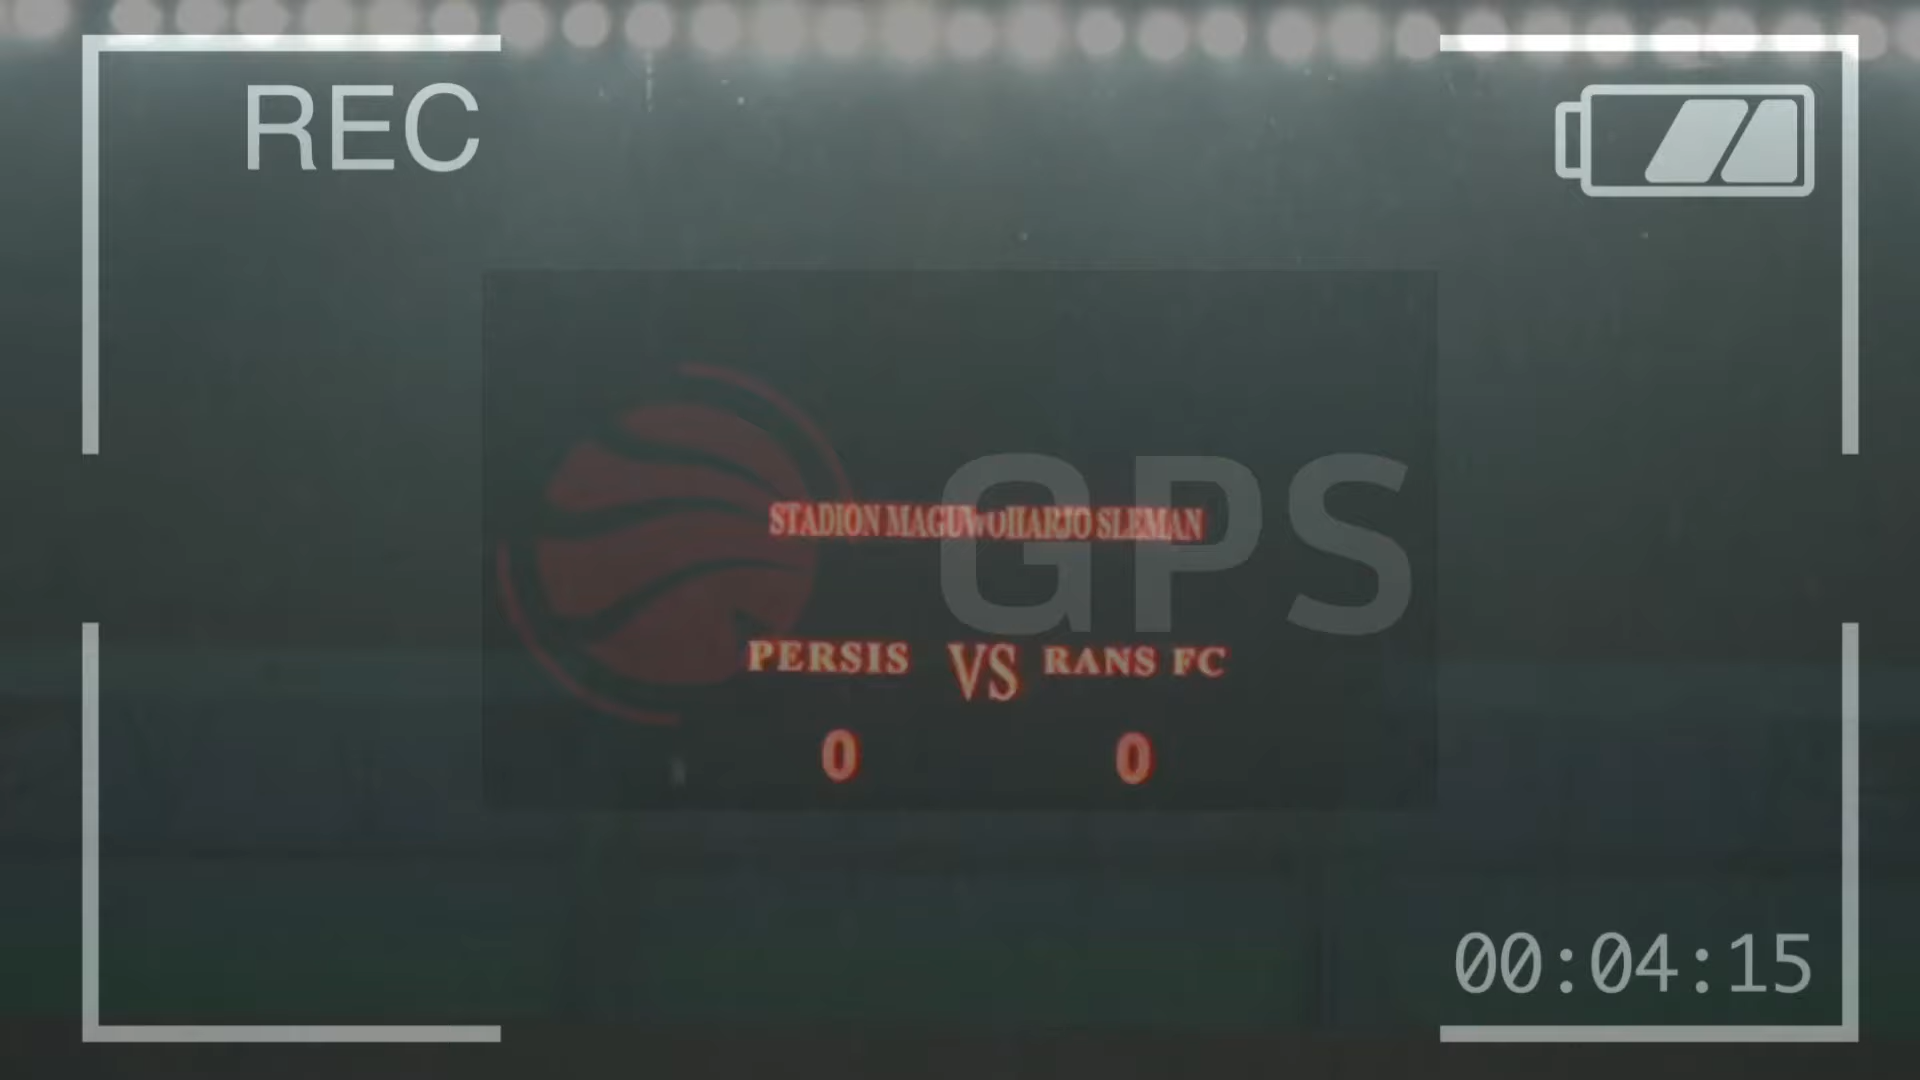 REC
GPS
STADION MAGUWOHARJO SLEMAN
PERSIS VS RANS FC
0 0
00:04:15